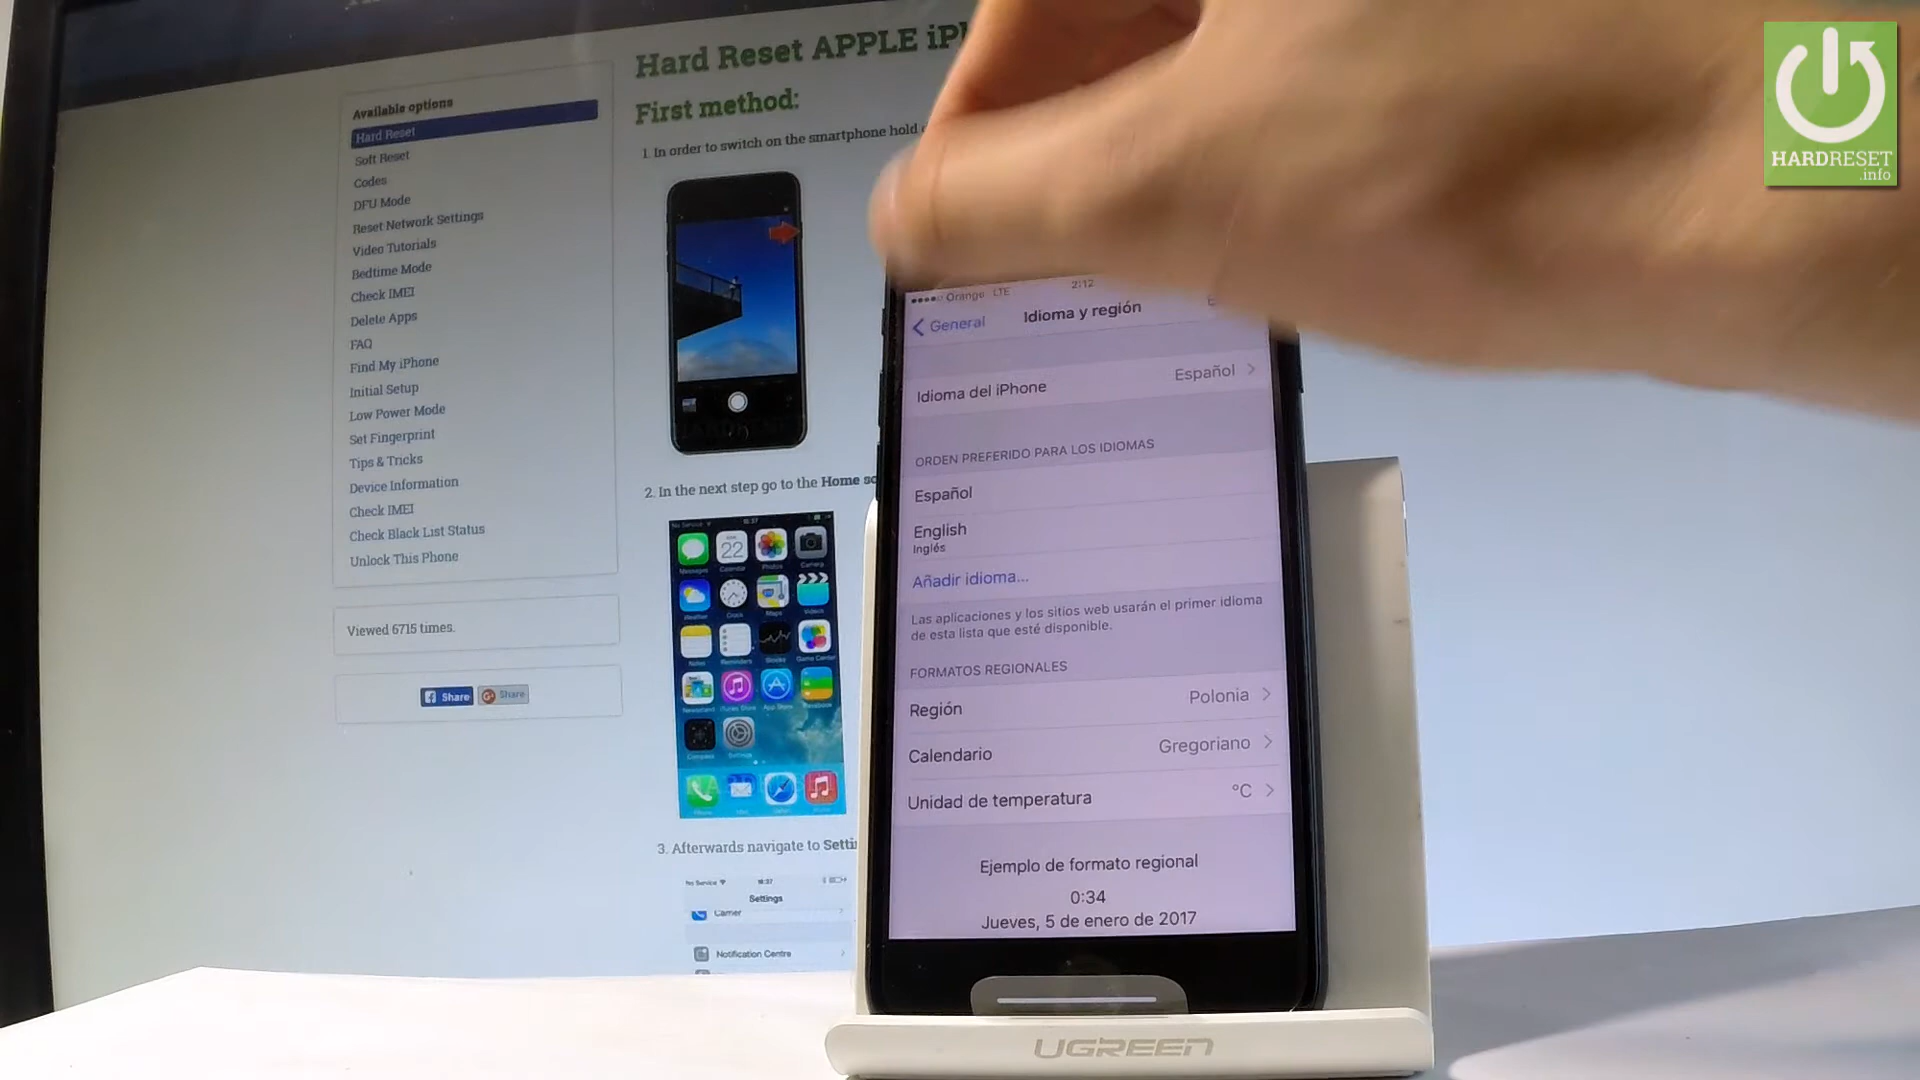 Hard Reset APPLE
First method:
1. In order to switch on the smartphone hold
Available options
Hard Reset
Soft Reset
Codes
DFU Mode
Reset Network Settings
Video Tutorials
Bedtime Mode
Check IMEI
Delete Apps
FAQ
Find My iPhone
Initial Setup
Low Power Mode
Set Fingerprint
Tips & Tricks
Device Information
Check IMEI
Check Black List Status
Unlock This Phone
Viewed 6715 times.
Share
Share
2. In the next step go to the Home
3. Afterwards navigate to
No Service 18:37
Settings
Carrier
Notification Centre
Orange LTE 2:12
General
Idioma y región
Idioma del iPhone Español
ORDEN PREFERIDO PARA LOS IDIOMAS
Español
English
Inglés
Añadir idioma...
Las aplicaciones y los sitios web usarán el primer idioma
de esta lista que esté disponible.
FORMATOS REGIONALES
Región Polonia
Calendario Gregoriano
Unidad de temperatura °C
Ejemplo de formato regional
0:34
Jueves, 5 de enero de 2017
UGREEN
HARDRESET
.info